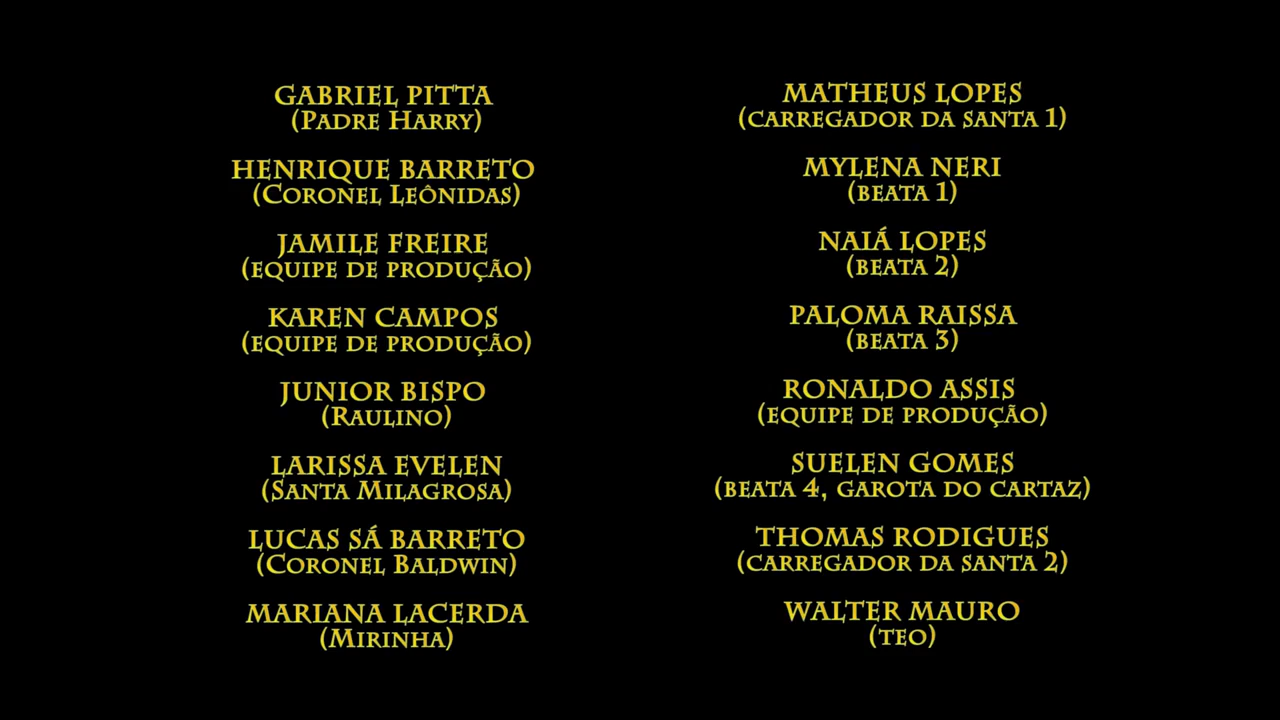 GABRIEL PITTA
(PADRE HARRY)
HENRIQUE BARRETO
(CORONEL LEÔNIDAS)
JAMILE FREIRE
(EQUIPE DE PRODUÇÃO)
KAREN CAMPOS
(EQUIPE DE PRODUÇÃO)
JUNIOR BISPO
(RAULINO)
LARISSA EVELEN
(SANTA MILAGROSA)
LUCAS SÁ BARRETO
(CORONEL BALDWIN)
MARIANA LACERDA
(MIRINHA)
MATHEUS LOPES
(CARREGADOR DA SANTA 1)
MYLENA NERI
(BEATA 1)
NAIÁ LOPES
(BEATA 2)
PALOMA RAISSA
(BEATA 3)
RONALDO ASSIS
(EQUIPE DE PRODUÇÃO)
SUELEN GOMES
(BEATA 4, GAROTA DO CARTAZ)
THOMAS RODIGUES
(CARREGADOR DA SANTA 2)
WALTER MAURO
(TEO)